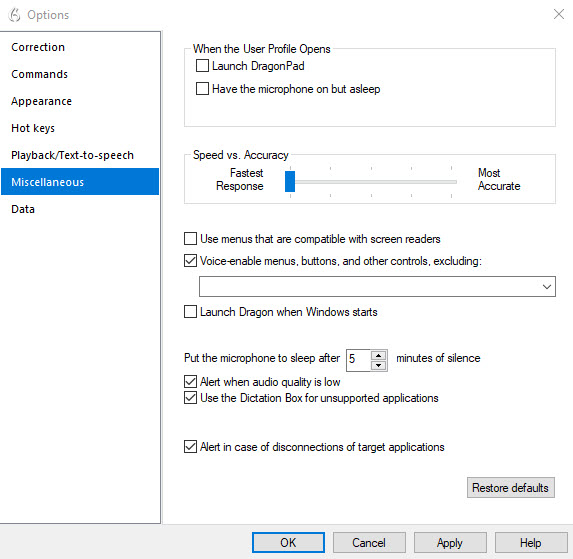 Options
Correction
Commands
Appearance
Hot keys
Playback/Text-to-speech
Miscellaneous
Data
When the User Profile Opens
Launch DragonPad
Have the microphone on but asleep
Speed vs. Accuracy
Fastest
Response
Most
Accurate
Use menus that are compatible with screen readers
Voice-enable menus, buttons, and other controls, excluding:
Launch Dragon when Windows starts
Put the microphone to sleep after 5 minutes of silence
Alert when audio quality is low
Use the Dictation Box for unsupported applications
Alert in case of disconnections of target applications
Restore defaults
OK Cancel Apply Help